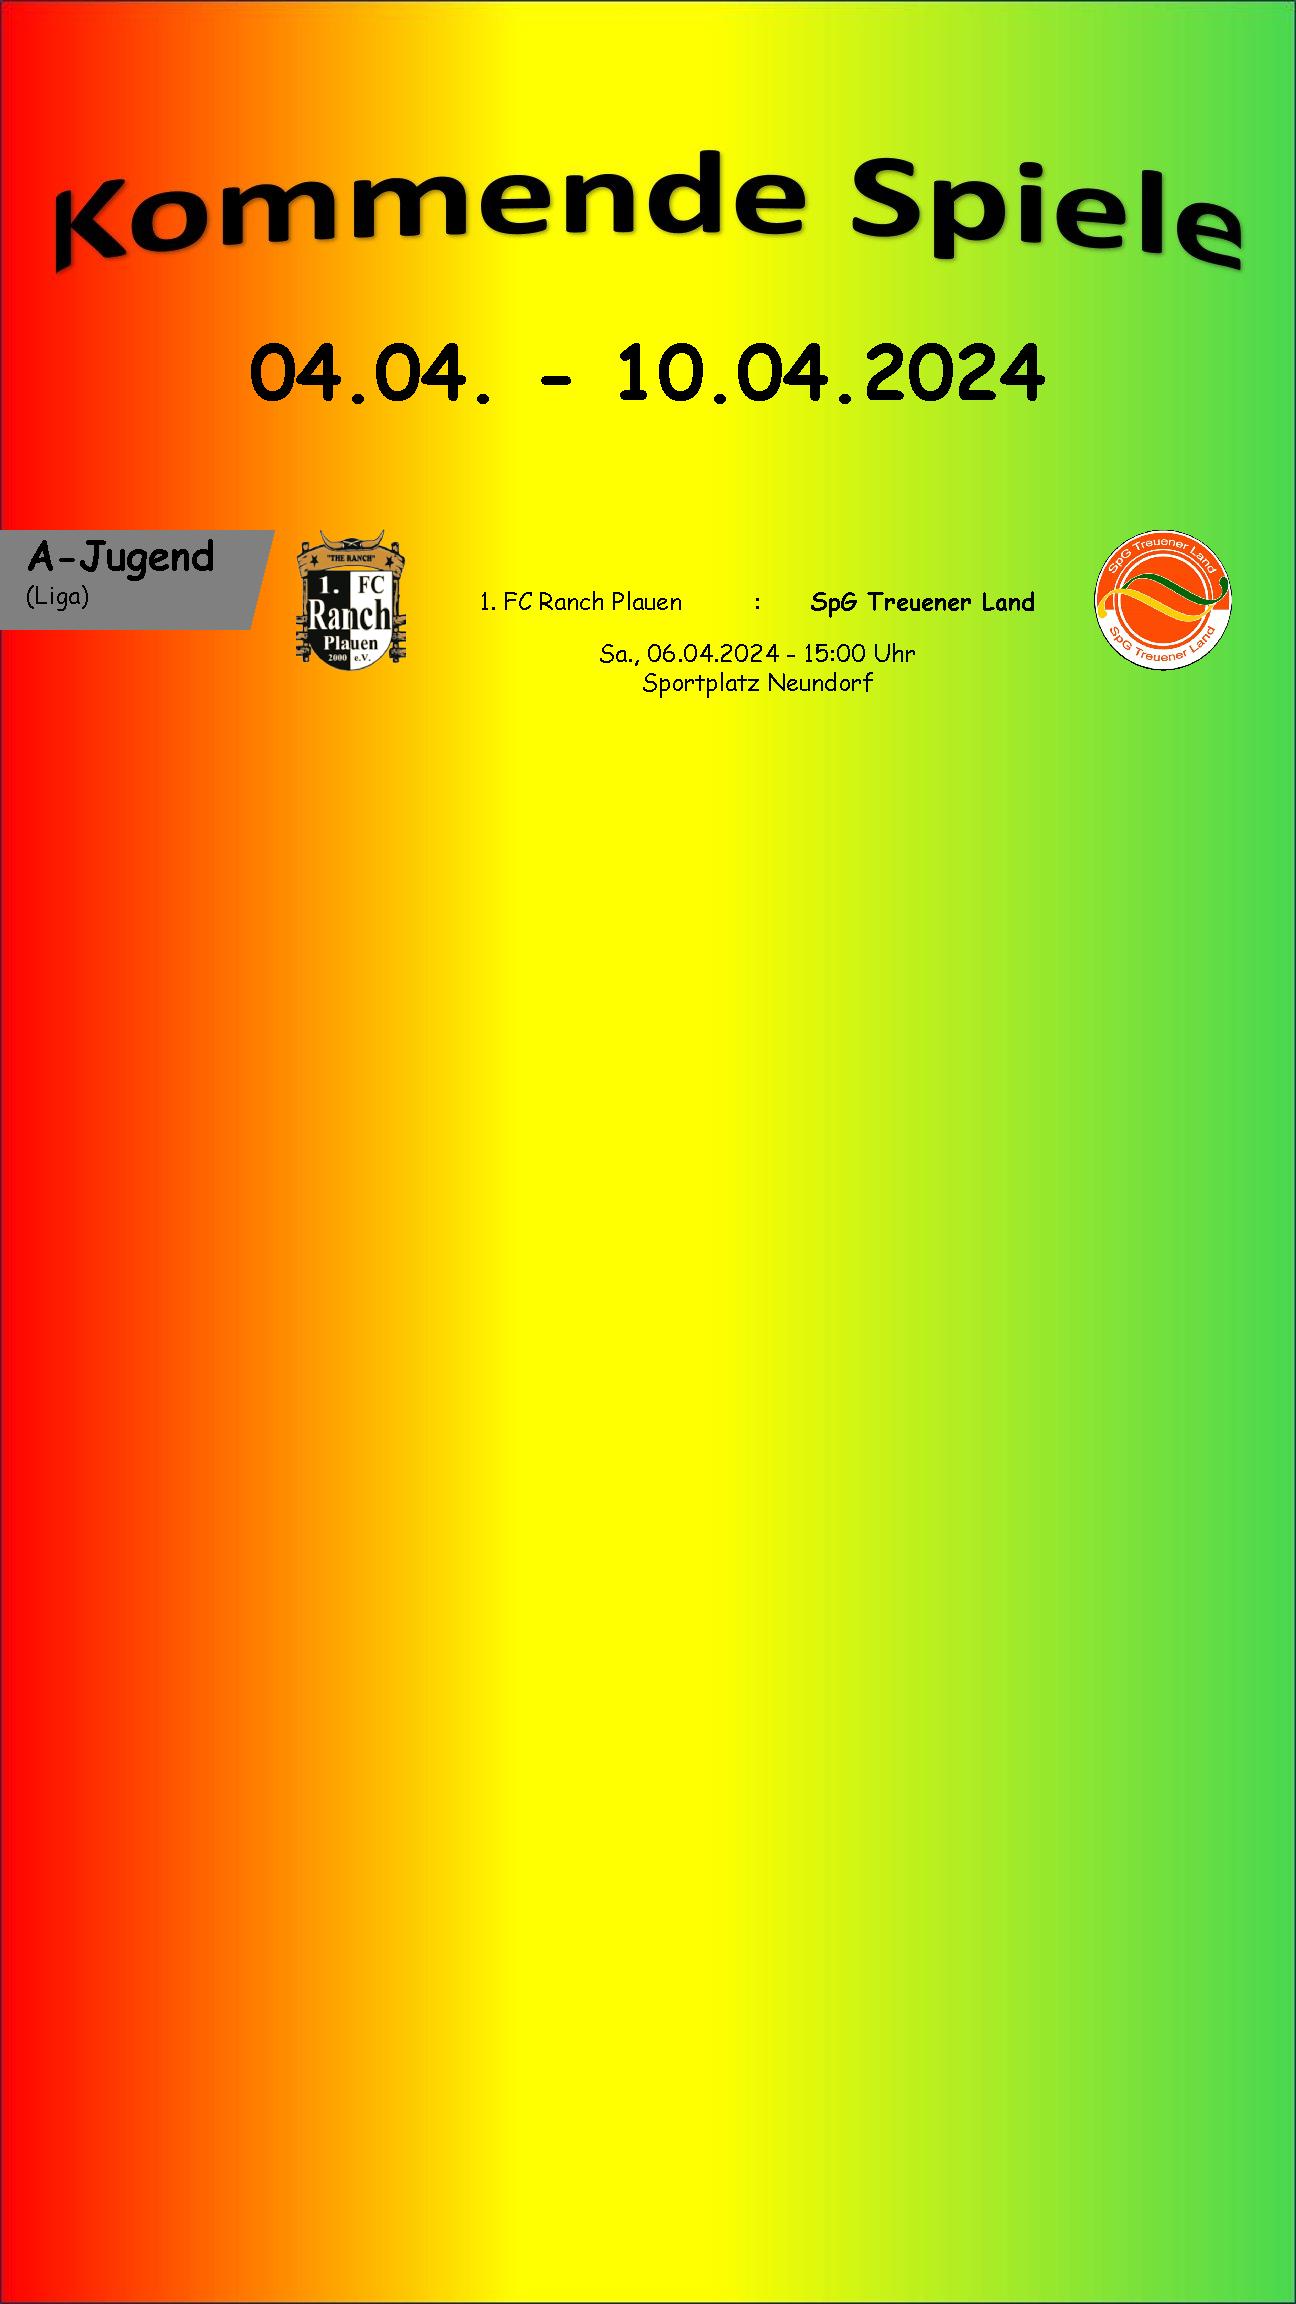 Kommende Spiele
04.04. - 10.04.2024
A-Jugend
(Liga)
"THE RANCH"
1. FC
Ranch
Plauen
2000 e.V.
1. FC Ranch Plauen : SpG Treuener Land
Sa., 06.04.2024 - 15:00 Uhr
Sportplatz Neundorf
SpG Treuener Land
SpG Treuener Land